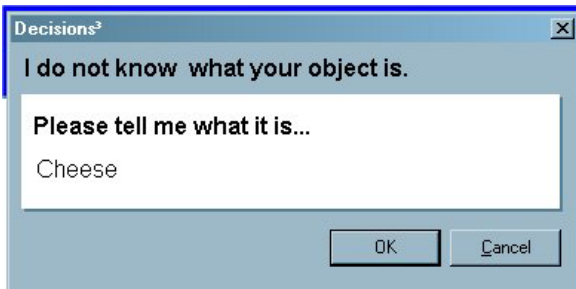 Decisions³
I do not know  what your object is.
Please tell me what it is...
Cheese
OK
Cancel